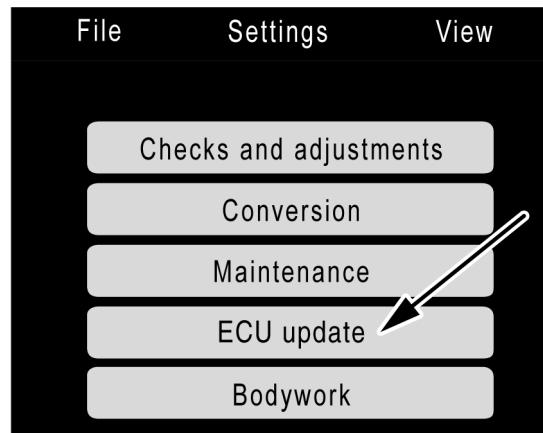 File Settings View
Checks and adjustments
Conversion
Maintenance
ECU update
Bodywork